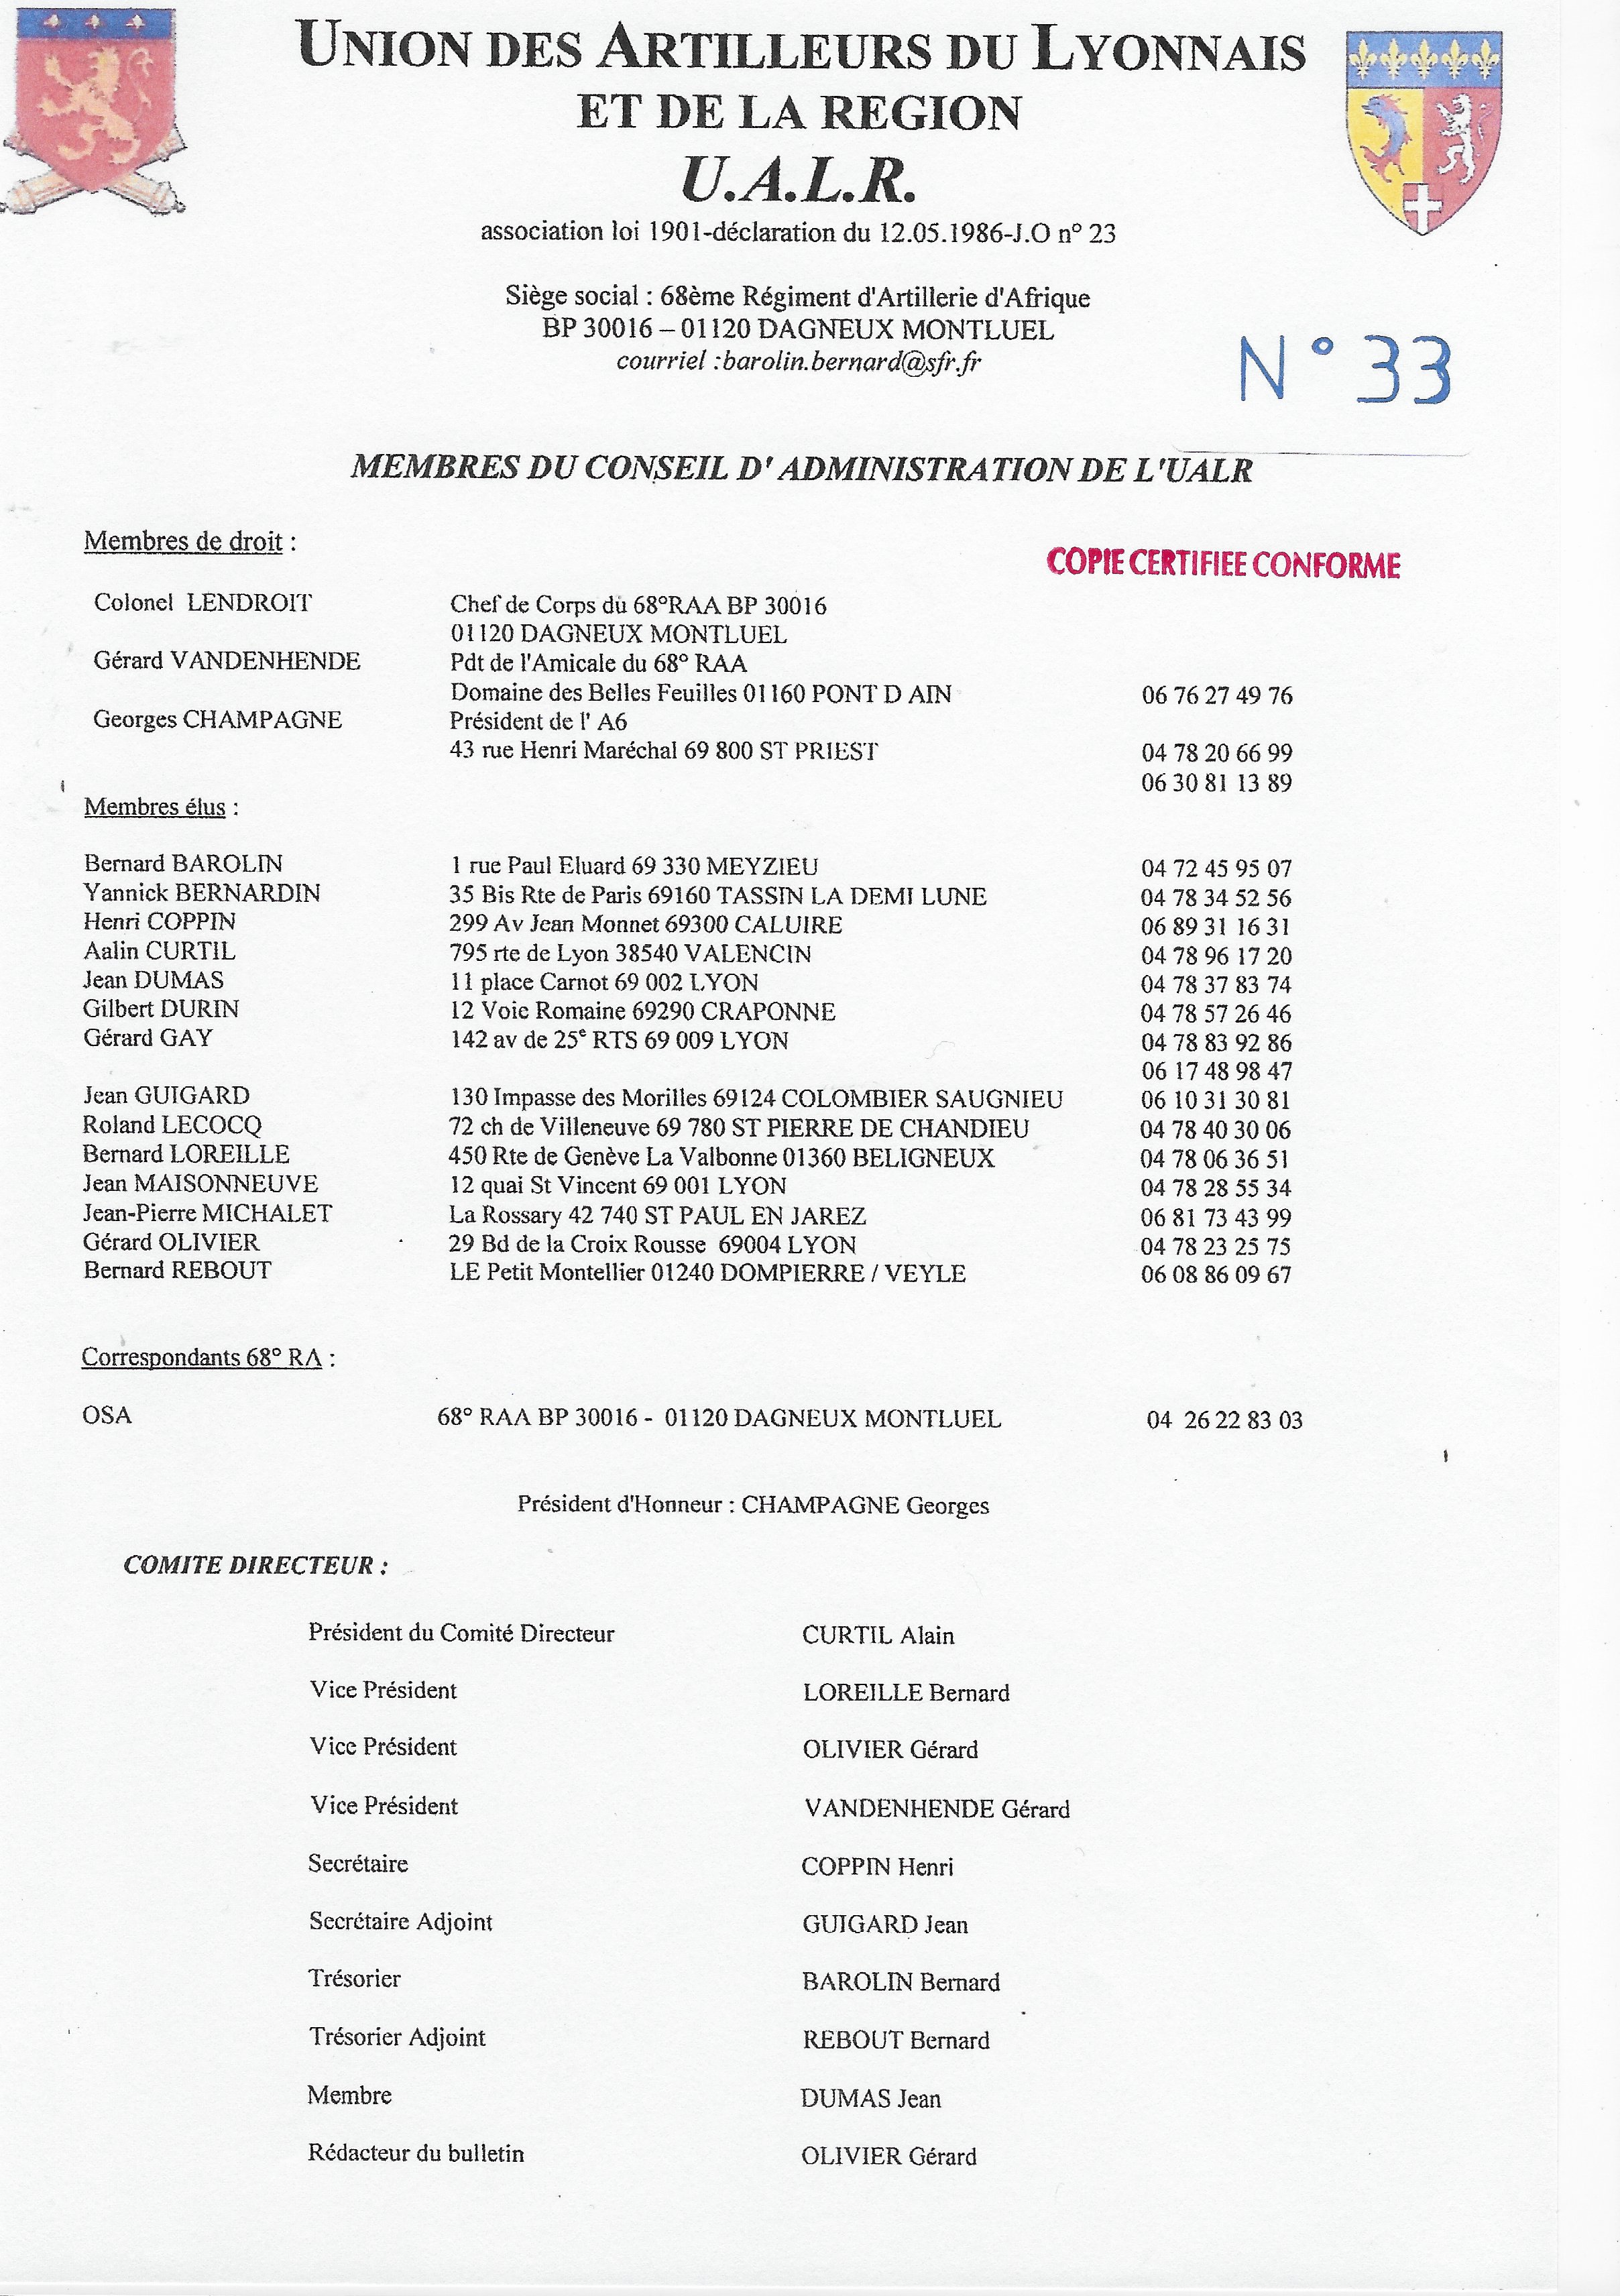 UNION DES ARTILLEURS DU LYONNAIS
ET DE LA REGION
U.A.L.R.
association loi 1901-déclaration du 12.05.1986-J.O n° 23
Siège social : 68ème Régiment d'Artillerie d'Afrique
BP 30016 – 01120 DAGNEUX MONTLUEL
courriel :barolin.bernard@sfr.fr
N° 33
MEMBRES DU CONSEIL D' ADMINISTRATION DE L'UALR
Membres de droit :
COPIE CERTIFIEE CONFORME
Colonel LENDROIT Chef de Corps du 68°RAA BP 30016
01120 DAGNEUX MONTLUEL
Gérard VANDENHENDE Pdt de l'Amicale du 68° RAA
Domaine des Belles Feuilles 01160 PONT D AIN 06 76 27 49 76
Georges CHAMPAGNE Président de l' A6
43 rue Henri Maréchal 69 800 ST PRIEST 04 78 20 66 99
06 30 81 13 89
Membres élus :
Bernard BAROLIN 1 rue Paul Eluard 69 330 MEYZIEU 04 72 45 95 07
Yannick BERNARDIN 35 Bis Rte de Paris 69160 TASSIN LA DEMI LUNE 04 78 34 52 56
Henri COPPIN 299 Av Jean Monnet 69300 CALUIRE 06 89 31 16 31
Aalin CURTIL 795 rte de Lyon 38540 VALENCIN 04 78 96 17 20
Jean DUMAS 11 place Carnot 69 002 LYON 04 78 37 83 74
Gilbert DURIN 12 Voie Romaine 69290 CRAPONNE 04 78 57 26 46
Gérard GAY 142 av de 25e RTS 69 009 LYON 04 78 83 92 86
06 17 48 98 47
Jean GUIGARD 130 Impasse des Morilles 69124 COLOMBIER SAUGNIEU 06 10 31 30 81
Roland LECOCQ 72 ch de Villeneuve 69 780 ST PIERRE DE CHANDIEU 04 78 40 30 06
Bernard LOREILLE 450 Rte de Genève La Valbonne 01360 BELIGNEUX 04 78 06 36 51
Jean MAISONNEUVE 12 quai St Vincent 69 001 LYON 04 78 28 55 34
Jean-Pierre MICHALET La Rossary 42 740 ST PAUL EN JAREZ 06 81 73 43 99
Gérard OLIVIER 29 Bd de la Croix Rousse 69004 LYON 04 78 23 25 75
Bernard REBOUT LE Petit Montellier 01240 DOMPIERRE / VEYLE 06 08 86 09 67
Correspondants 68° RA :
OSA 68° RAA BP 30016 - 01120 DAGNEUX MONTLUEL 04 26 22 83 03
Président d'Honneur : CHAMPAGNE Georges
COMITE DIRECTEUR :
Président du Comité Directeur CURTIL Alain
Vice Président LOREILLE Bernard
Vice Président OLIVIER Gérard
Vice Président VANDENHENDE Gérard
Secrétaire COPPIN Henri
Secrétaire Adjoint GUIGARD Jean
Trésorier BAROLIN Bernard
Trésorier Adjoint REBOUT Bernard
Membre DUMAS Jean
Rédacteur du bulletin OLIVIER Gérard